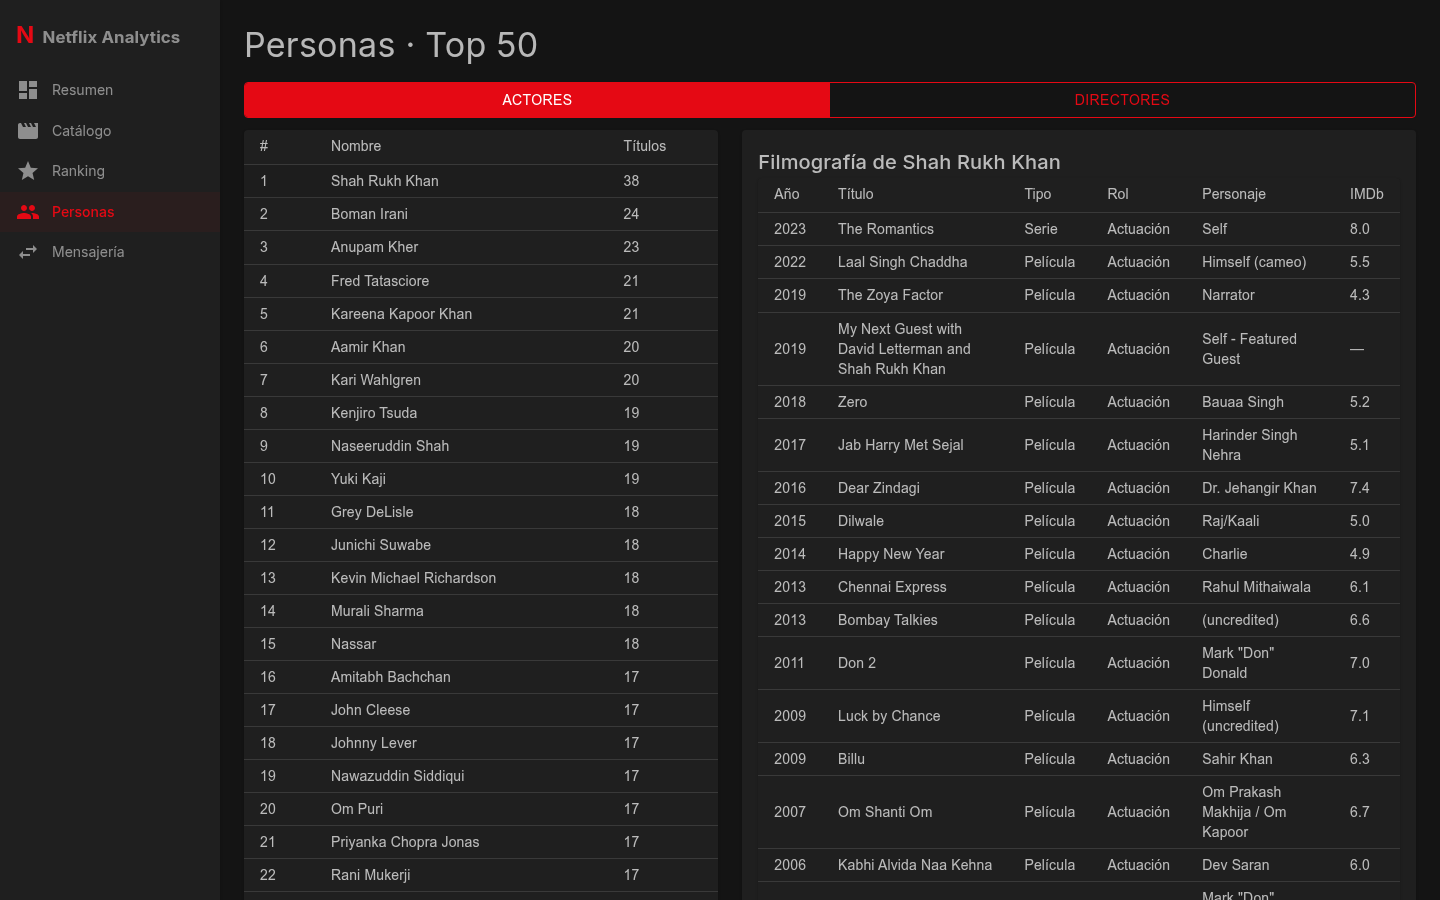 N Netflix Analytics
Resumen
Catálogo
Ranking
Personas
Mensajería
Personas · Top 50
ACTORES DIRECTORES
# Nombre Títulos
1 Shah Rukh Khan 38
2 Boman Irani 24
3 Anupam Kher 23
4 Fred Tatasciore 21
5 Kareena Kapoor Khan 21
6 Aamir Khan 20
7 Kari Wahlgren 20
8 Kenjiro Tsuda 19
9 Naseeruddin Shah 19
10 Yuki Kaji 19
11 Grey DeLisle 18
12 Junichi Suwabe 18
13 Kevin Michael Richardson 18
14 Murali Sharma 18
15 Nassar 18
16 Amitabh Bachchan 17
17 John Cleese 17
18 Johnny Lever 17
19 Nawazuddin Siddiqui 17
20 Om Puri 17
21 Priyanka Chopra Jonas 17
22 Rani Mukerji 17
Filmografía de Shah Rukh Khan
Año Título Tipo Rol Personaje IMDb
2023 The Romantics Serie Actuación Self 8.0
2022 Laal Singh Chaddha Película Actuación Himself (cameo) 5.5
2019 The Zoya Factor Película Actuación Narrator 4.3
My Next Guest with
David Letterman and
Shah Rukh Khan
2019 Película Actuación
Self - Featured
Guest
—
2018 Zero Película Actuación Bauaa Singh 5.2
2017 Jab Harry Met Sejal Película Actuación
Harinder Singh
Nehra
5.1
2016 Dear Zindagi Película Actuación Dr. Jehangir Khan 7.4
2015 Dilwale Película Actuación Raj/Kaali 5.0
2014 Happy New Year Película Actuación Charlie 4.9
2013 Chennai Express Película Actuación Rahul Mithaiwala 6.1
2013 Bombay Talkies Película Actuación (uncredited) 6.6
2011 Don 2 Película Actuación
Mark "Don"
Donald
7.0
2009 Luck by Chance Película Actuación
Himself
(uncredited)
7.1
2009 Billu Película Actuación Sahir Khan 6.3
2007 Om Shanti Om Película Actuación
Om Prakash
Makhija / Om
Kapoor
6.7
2006 Kabhi Alvida Naa Kehna Película Actuación Dev Saran 6.0
Mark "Don"